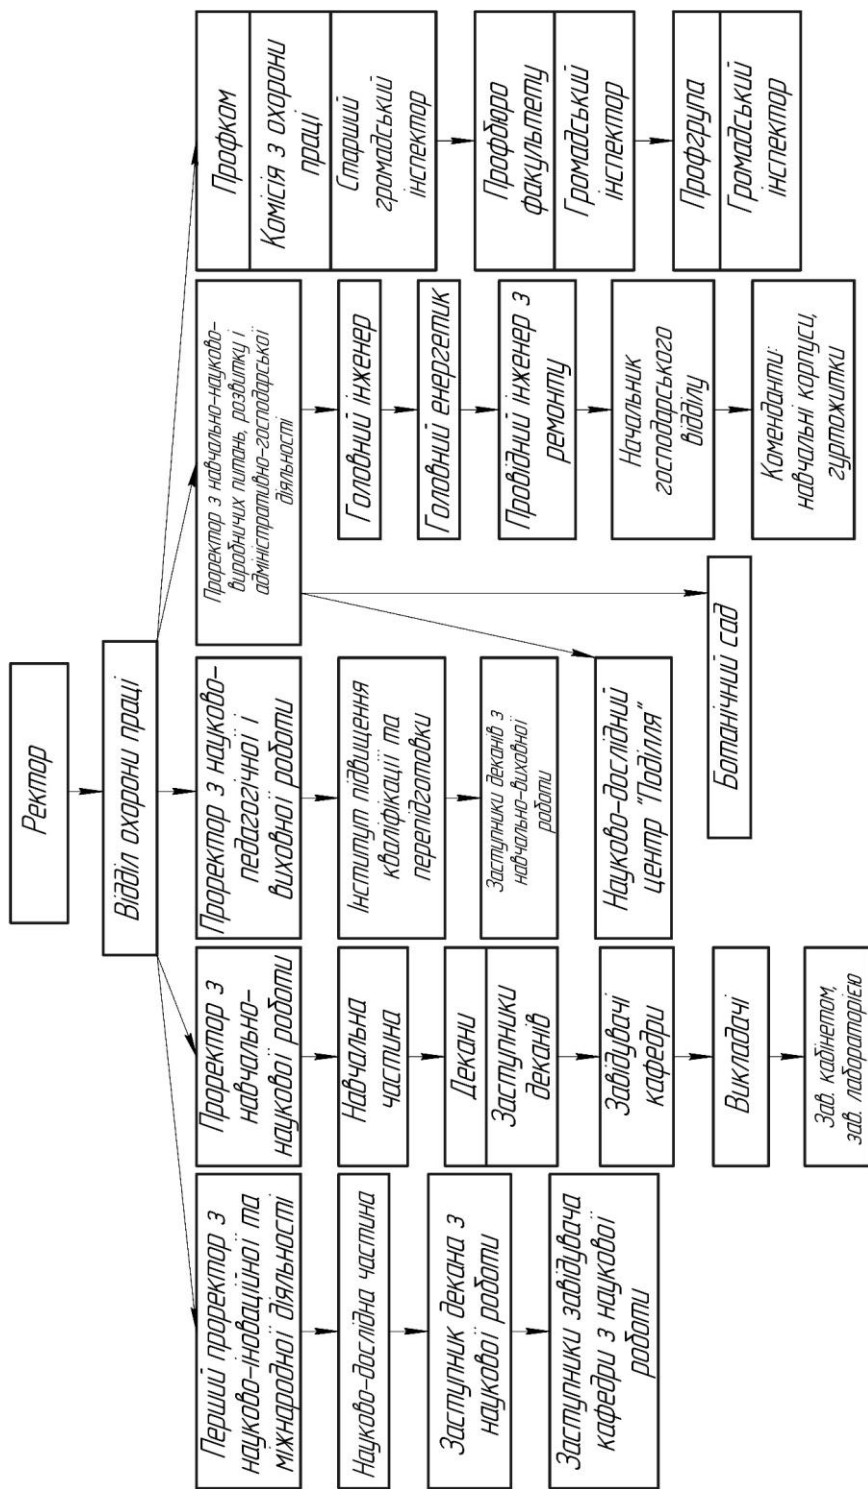 Ректор
Відділ охорони праці
Перший проректор з
науково-іноваційної та
міжнародної діяльності
Науково-дослідна частина
Заступник декана з
наукової роботи
Заступники завідувача
кафедри з наукової
роботи
Проректор з
навчально-
наукової роботи
Навчальна
частина
Декани
Заступники
деканів
Завідувачі
кафедри
Викладачі
Зав. кабінетом,
зав. лабораторією
Проректор з науково-
педагогічної і
виховної роботи
Інститут підвищення
кваліфікації та
перепідготовки
Заступники деканів з
навчально-виховної
роботи
Науково-дослідний
центр "Поділля"
Ботанічний сад
Проректор з навчально-науково-
виробничих питань, розвитку і
адміністративно-господарської
діяльності
Головний інженер
Головний енергетик
Провідний інженер з
ремонту
Начальник
господарського
відділу
Коменданти:
навчальні корпуси,
гуртожитки
Профком
Комісія з охорони
праці
Старший
громадський
інспектор
Профбюро
факультету
Громадський
інспектор
Профгрупа
Громадський
інспектор